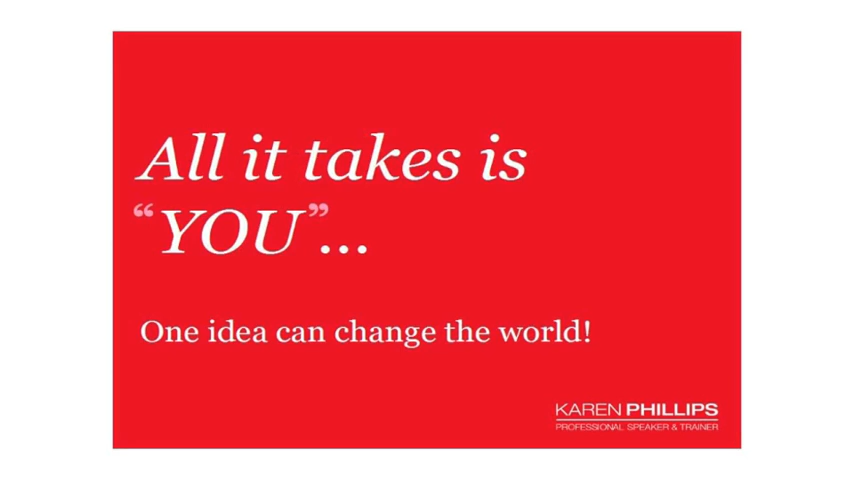 All it takes is
“YOU”...
One idea can change the world!
KAREN PHILLIPS
PROFESSIONAL SPEAKER & TRAINER